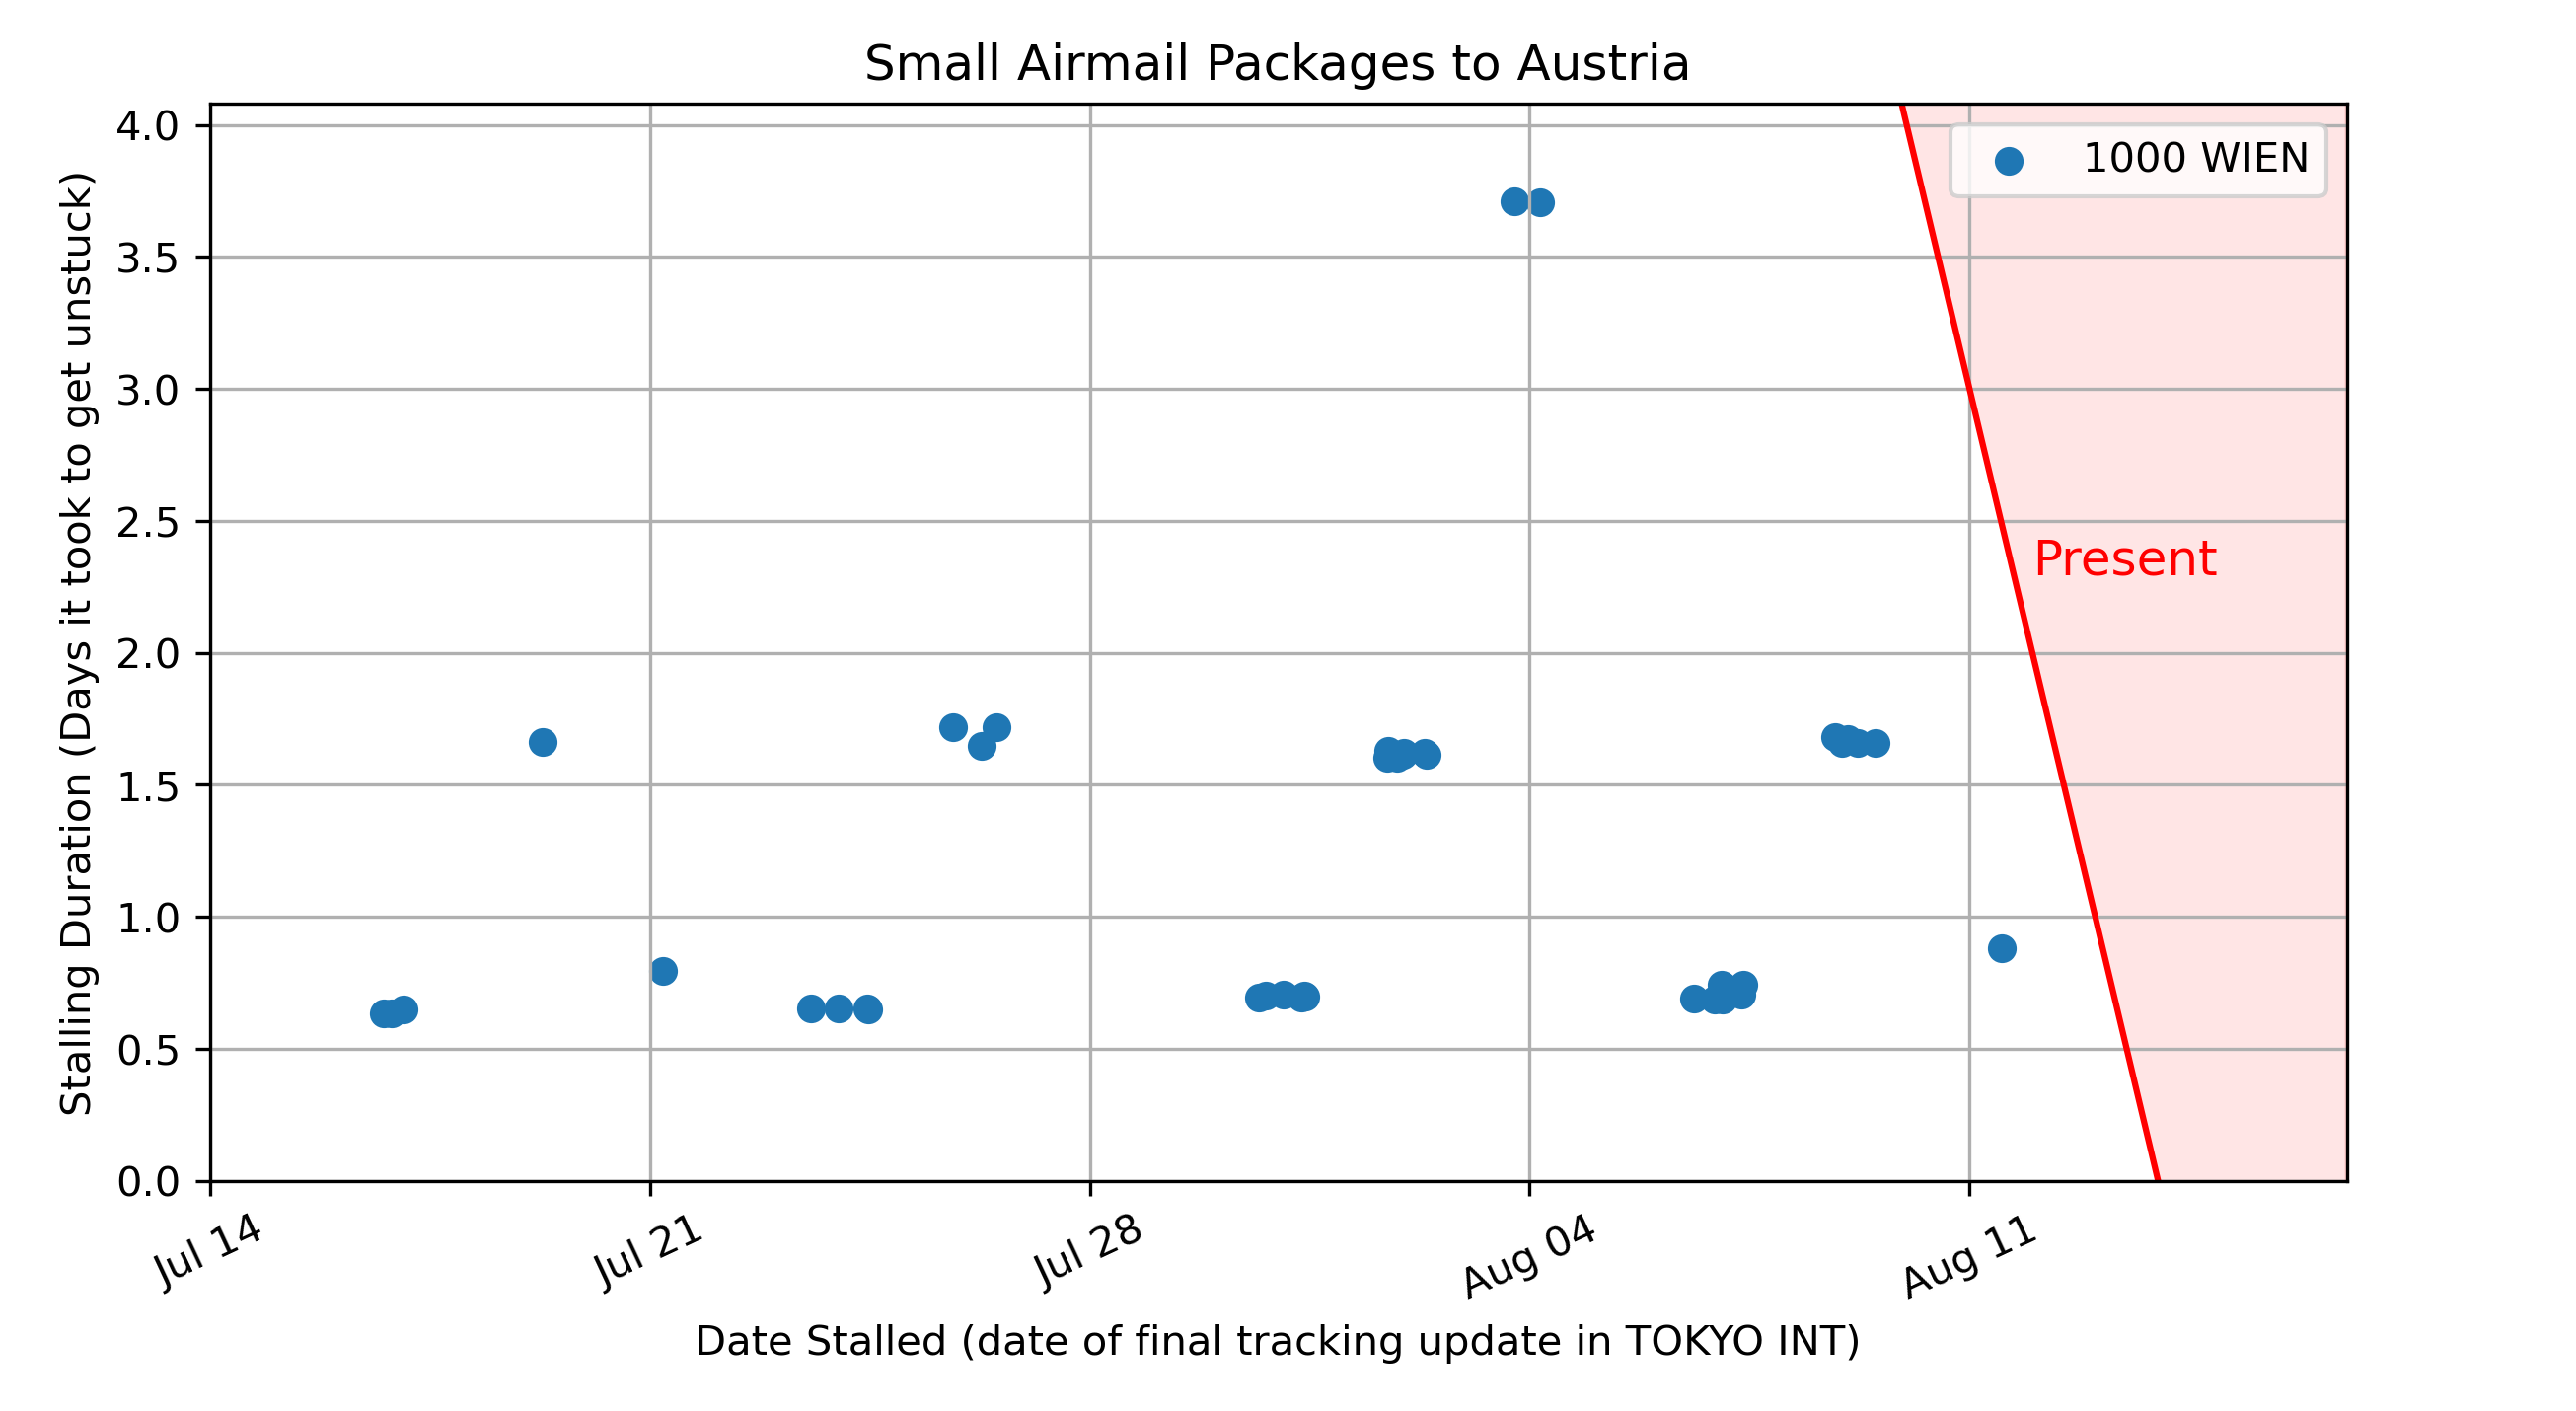 Small Airmail Packages to Austria
1000 WIEN
Present
Stalling Duration (Days it took to get unstuck)
4.0
3.5
3.0
2.5
2.0
1.5
1.0
0.5
0.0
Jul 14
Jul 21
Jul 28
Aug 04
Aug 11
Date Stalled (date of final tracking update in TOKYO INT)